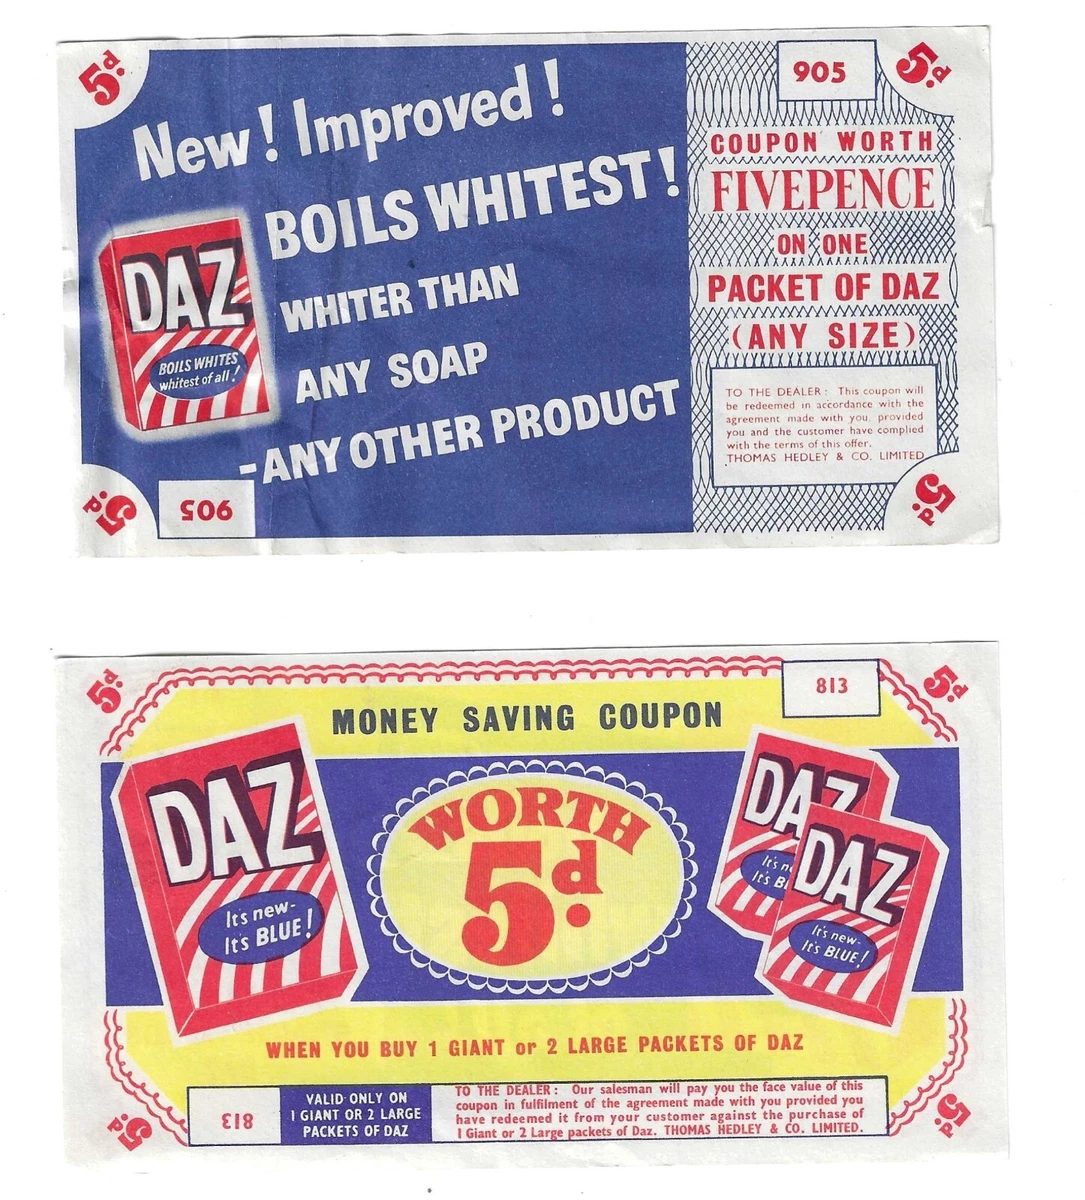 5d.
905
5d.
New! Improved!
BOILS WHITEST!
WHITER THAN
ANY SOAP
-ANY OTHER PRODUCT
DAZ
BOILS WHITES
whitest of all!
COUPON WORTH
FIVEPENCE
ON ONE
PACKET OF DAZ
(ANY SIZE)
TO THE DEALER: This coupon will
be redeemed in accordance with the
agreement made with you, provided
you and the customer have complied
with the terms of this offer.
THOMAS HEDLEY & CO. LIMITED
5d.
905
5d.
5d.
813
5d.
MONEY SAVING COUPON
DAZ
It's new-
It's BLUE!
WORTH
5d.
DAZ
It's n
It's B
DAZ
It's new-
It's BLUE!
WHEN YOU BUY 1 GIANT or 2 LARGE PACKETS OF DAZ
5d.
813
VALID ONLY ON
1 GIANT OR 2 LARGE
PACKETS OF DAZ
TO THE DEALER: Our salesman will pay you the face value of this
coupon in fulfilment of the agreement made with you provided you
have redeemed it from your customer against the purchase of
1 Giant or 2 Large packets of Daz. THOMAS HEDLEY & CO. LIMITED.
5d.